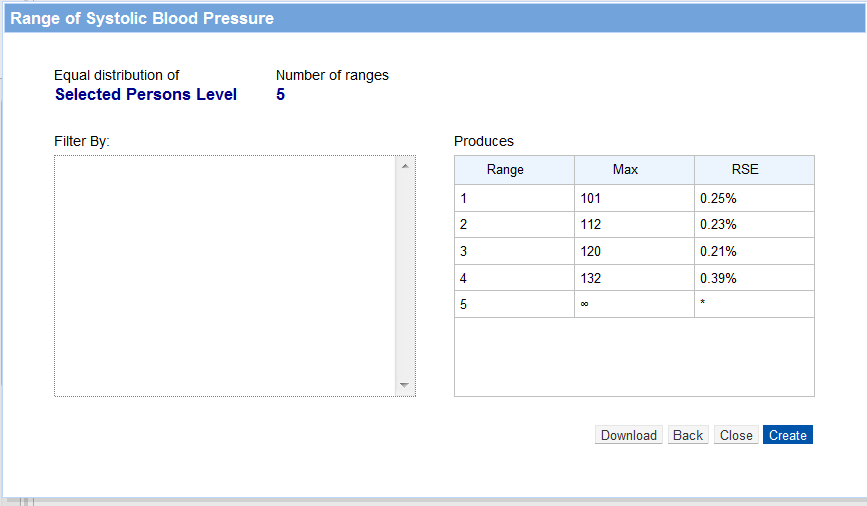 Range of Systolic Blood Pressure
Equal distribution of Number of ranges
Selected Persons Level 5
Filter By: Produces
Range Max RSE
1 101 0.25%
2 112 0.23%
3 120 0.21%
4 132 0.39%
5 ∞ *
Download Back Close Create